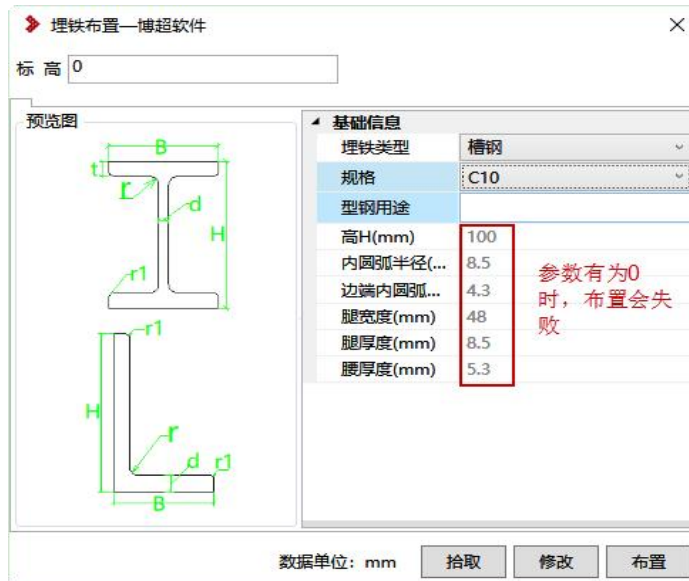 埋铁布置—博超软件
标 高 0
预览图
B
t
r
d
H
r1
r1
H
r
d r1
B
基础信息
埋铁类型 槽钢
规格 C10
型钢用途
高H(mm) 100
内圆弧半径(... 8.5
边端内圆弧... 4.3
腿宽度(mm) 48
腿厚度(mm) 8.5
腰厚度(mm) 5.3
参数有为0
时，布置会失
败
数据单位：mm 拾取 修改 布置